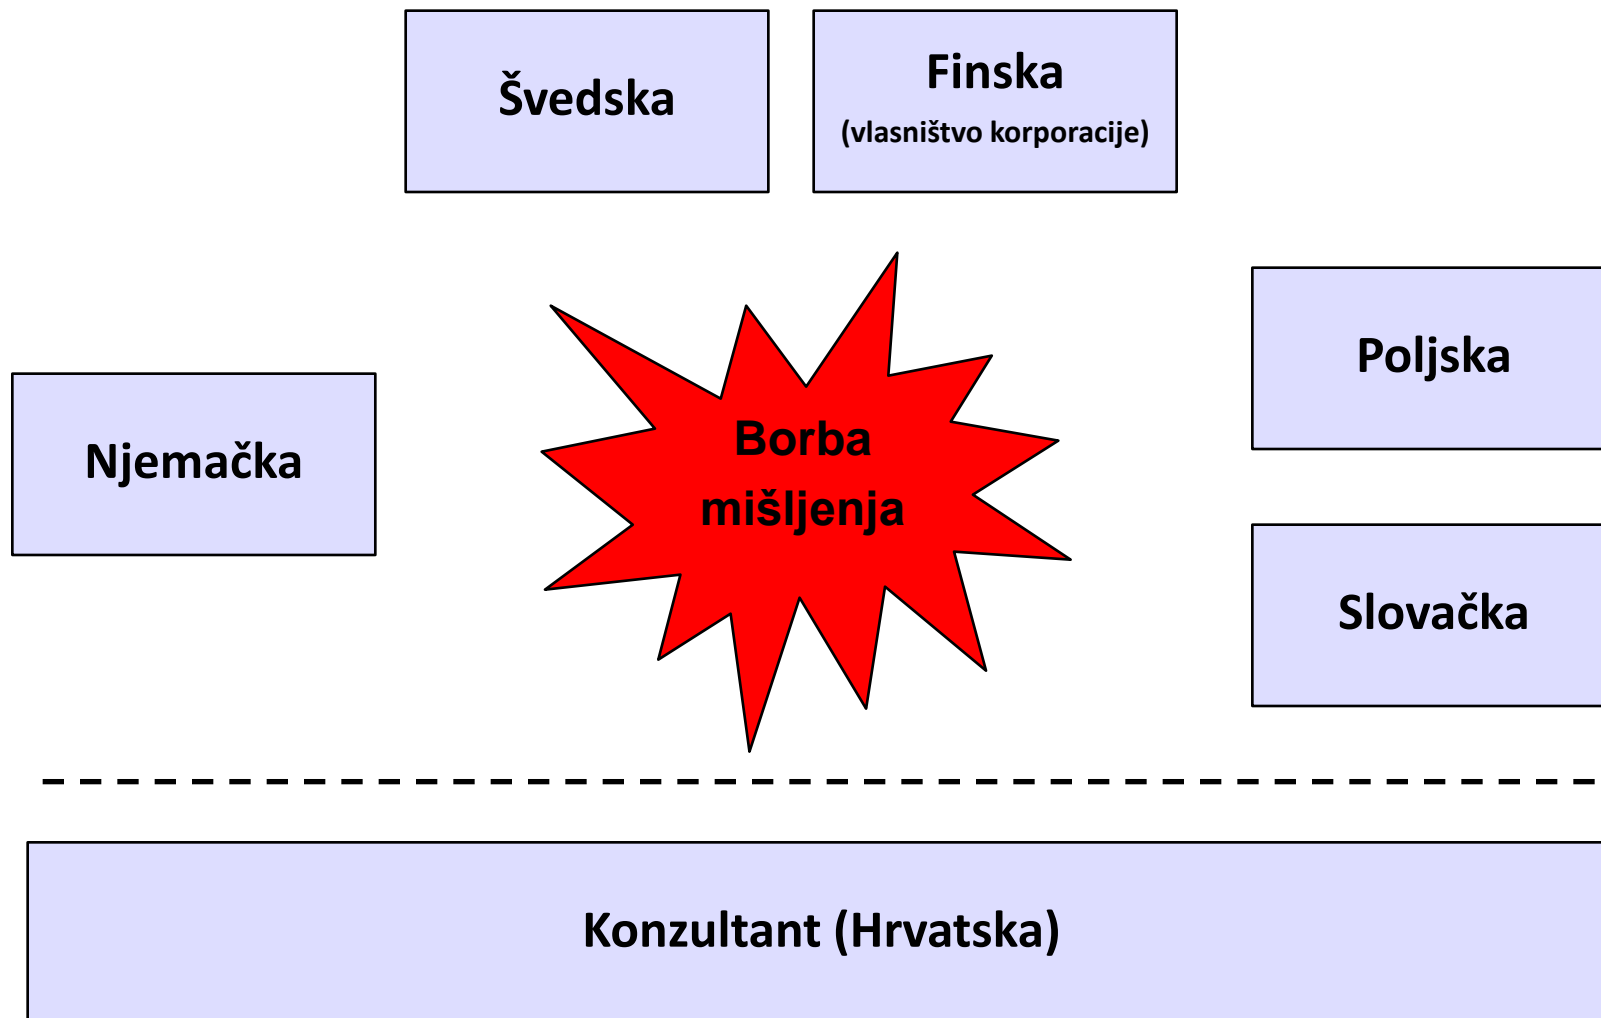 Švedska
Finska
(vlasništvo korporacije)
Poljska
Njemačka
Borba
mišljenja
Slovačka
Konzultant (Hrvatska)